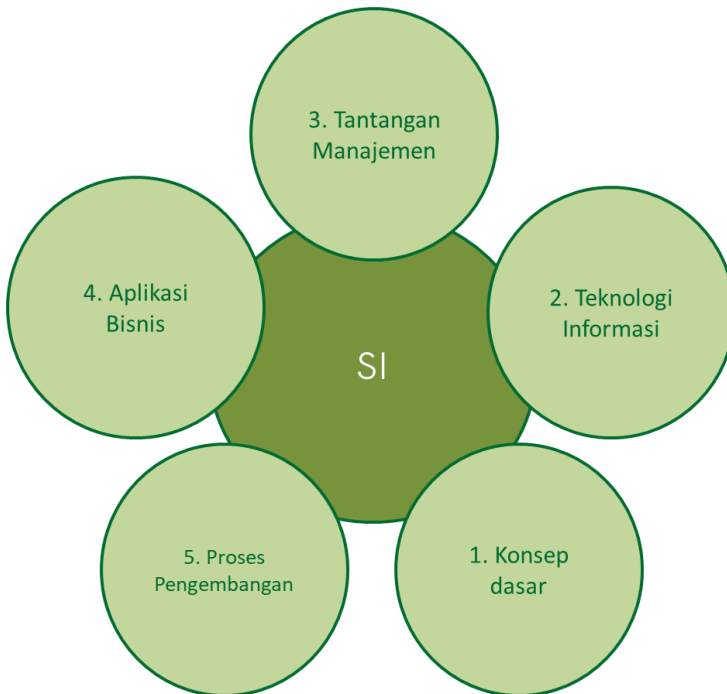 3. Tantangan
Manajemen
4. Aplikasi
Bisnis
2. Teknologi
Informasi
SI
5. Proses
Pengembangan
1. Konsep
dasar